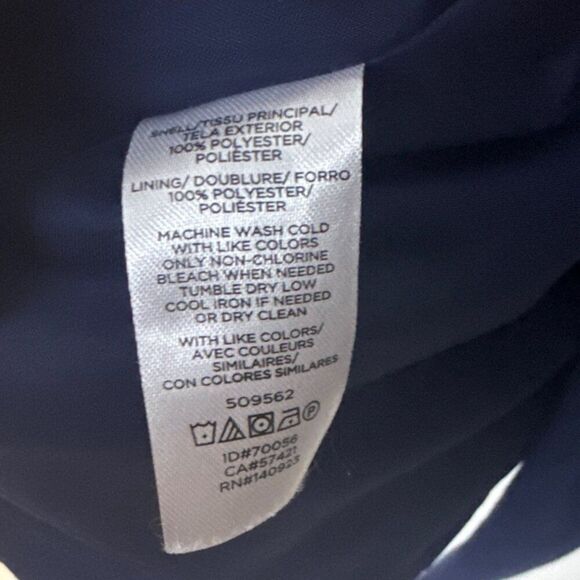 SHELL/TISSU PRINCIPAL/
TELA EXTERIOR
100% POLYESTER/
POLIÉSTER
LINING/ DOUBLURE/ FORRO
100% POLYESTER/
POLIÉSTER
MACHINE WASH COLD
WITH LIKE COLORS
ONLY NON-CHLORINE
BLEACH WHEN NEEDED
TUMBLE DRY LOW
COOL IRON IF NEEDED
OR DRY CLEAN
WITH LIKE COLORS/
AVEC COULEURS
SIMILAIRES/
CON COLORES SIMILARES
509562
P
ID#70056
CA#57421
RN#140923